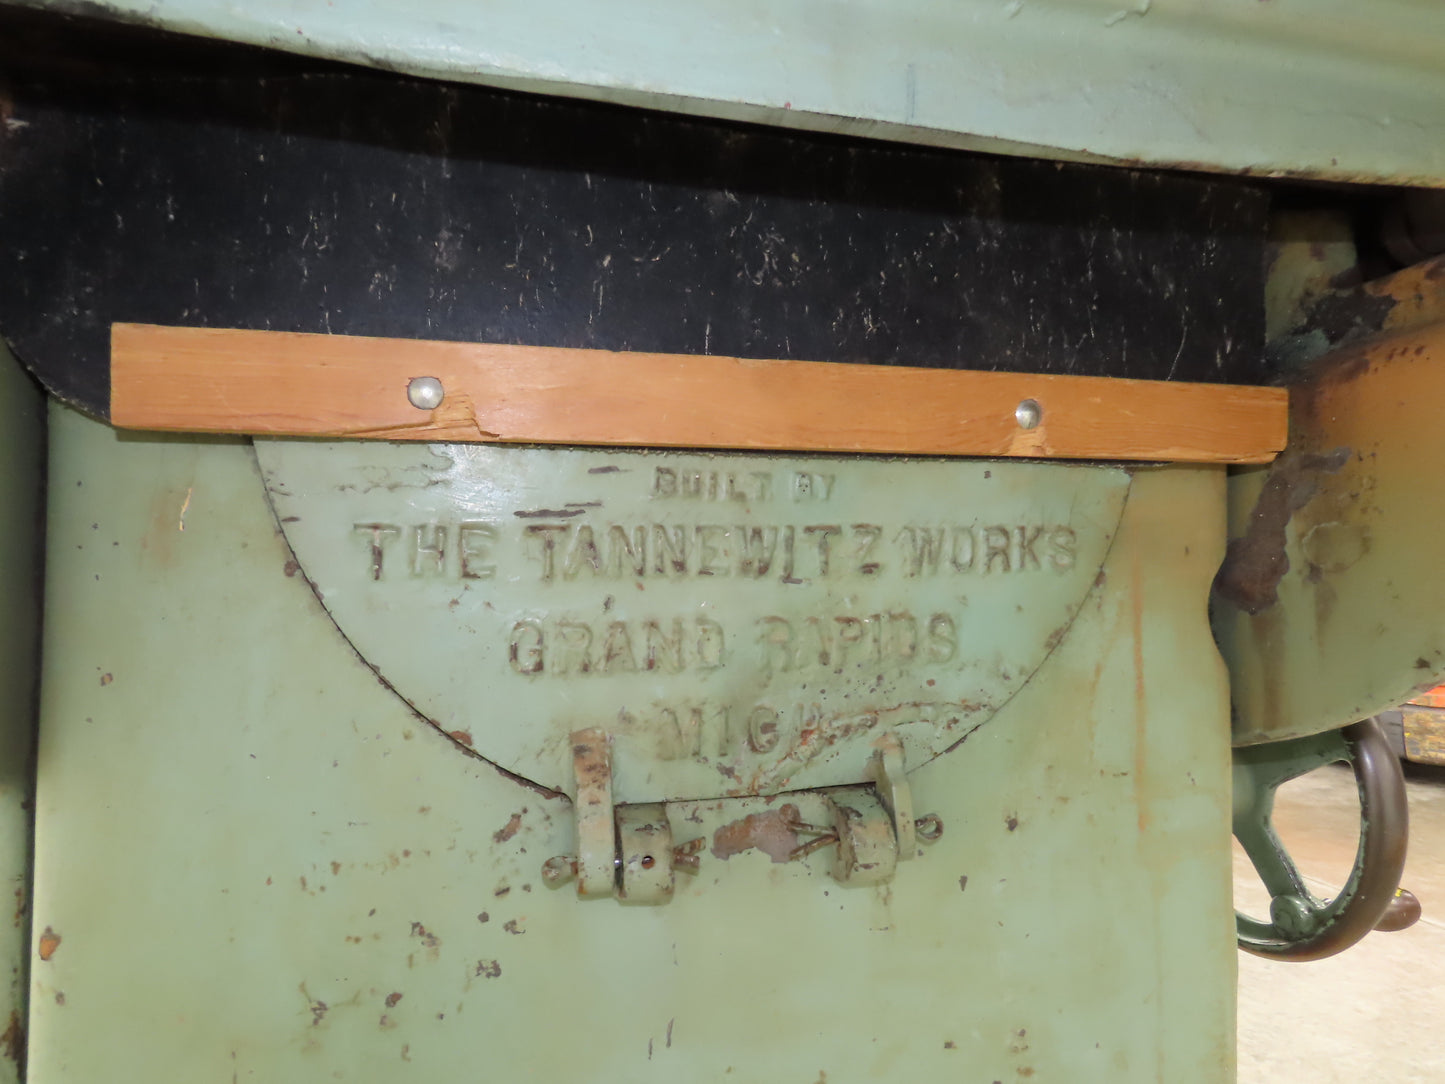 BUILT BY
THE TANNEWITZ WORKS
GRAND RAPIDS
MICH